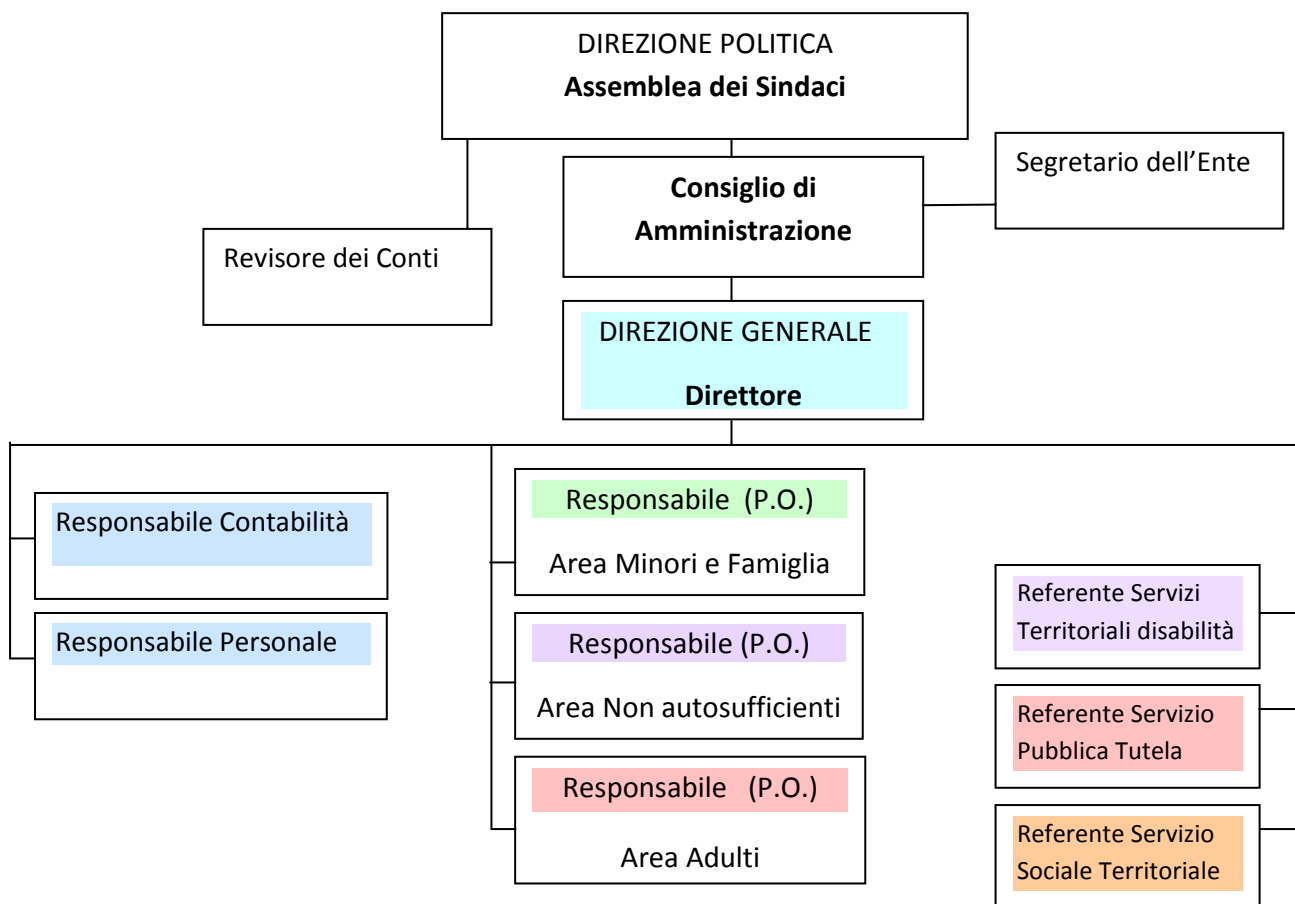 DIREZIONE POLITICA
Assemblea dei Sindaci
Segretario dell’Ente
Consiglio di
Amministrazione
Revisore dei Conti
DIREZIONE GENERALE
Direttore
Responsabile Contabilità
Responsabile Personale
Responsabile (P.O.)
Area Minori e Famiglia
Responsabile (P.O.)
Area Non autosufficienti
Responsabile (P.O.)
Area Adulti
Referente Servizi
Territoriali disabilità
Referente Servizio
Pubblica Tutela
Referente Servizio
Sociale Territoriale